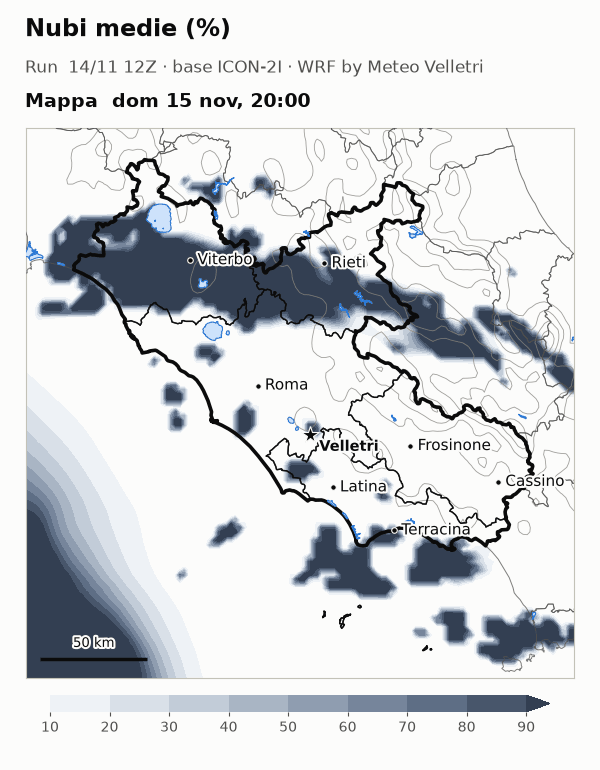 Nubi medie (%)
Run 14/11 12Z · base ICON-2I · WRF by Meteo Velletri
Mappa dom 15 nov, 20:00
Viterbo
Rieti
Roma
Velletri
Frosinone
Latina
Cassino
Terracina
50 km
10 20 30 40 50 60 70 80 90